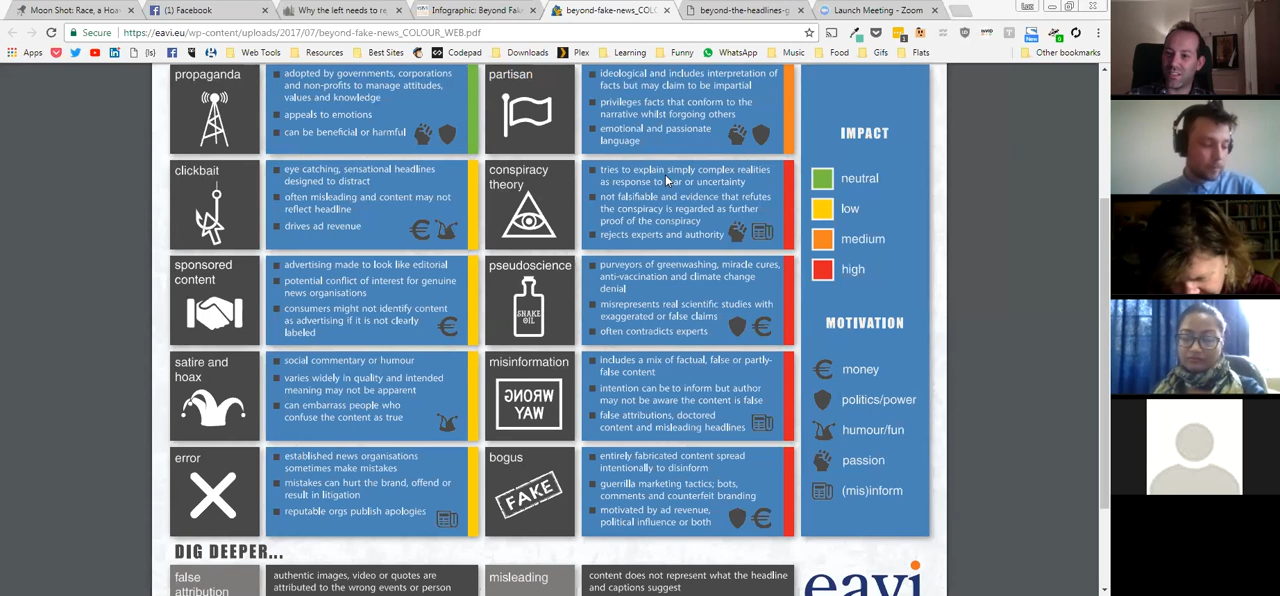 Moon Shot: Race, a Hoa
(1) Facebook
Why the left needs to re
Infographic: Beyond Fak
beyond-fake-news_COL
beyond-the-headlines-g
Launch Meeting - Zoom
Secure
https://eavi.eu/wp-content/uploads/2017/07/beyond-fake-news_COLOUR_WEB.pdf
Apps
(ls)
Web Tools
Resources
Best Sites
Codepad
Downloads
Plex
Learning
Funny
WhatsApp
Music
Food
Gifs
Flats
Other bookmarks
propaganda
adopted by governments, corporations
and non-profits to manage attitudes,
values and knowledge
appeals to emotions
can be beneficial or harmful
partisan
ideological and includes interpretation of
facts but may claim to be impartial
privileges facts that conform to the
narrative whilst forgoing others
emotional and passionate
language
clickbait
eye catching, sensational headlines
designed to distract
often misleading and content may not
reflect headline
drives ad revenue
conspiracy
theory
tries to explain simply complex realities
as response to fear or uncertainty
not falsifiable and evidence that refutes
the conspiracy is regarded as further
proof of the conspiracy
rejects experts and authority
sponsored
content
advertising made to look like editorial
potential conflict of interest for genuine
news organisations
consumers might not identify content
as advertising if it is not clearly
labeled
pseudoscience
SNAKE
OIL
purveyors of greenwashing, miracle cures,
anti-vaccination and climate change
denial
misrepresents real scientific studies with
exaggerated or false claims
often contradicts experts
satire and
hoax
social commentary or humour
varies widely in quality and intended
meaning may not be apparent
can embarrass people who
confuse the content as true
misinformation
WRONG
WAY
includes a mix of factual, false or partly-
false content
intention can be to inform but author
may not be aware the content is false
false attributions, doctored
content and misleading headlines
error
established news organisations
sometimes make mistakes
mistakes can hurt the brand, offend or
result in litigation
reputable orgs publish apologies
bogus
FAKE
entirely fabricated content spread
intentionally to disinform
guerrilla marketing tactics; bots,
comments and counterfeit branding
motivated by ad revenue,
political influence or both
IMPACT
neutral
low
medium
high
MOTIVATION
€ money
politics/power
humour/fun
passion
(mis)inform
DIG DEEPER...
false
attribution
authentic images, video or quotes are
attributed to the wrong events or person
misleading
content does not represent what the headline
and captions suggest
eavi